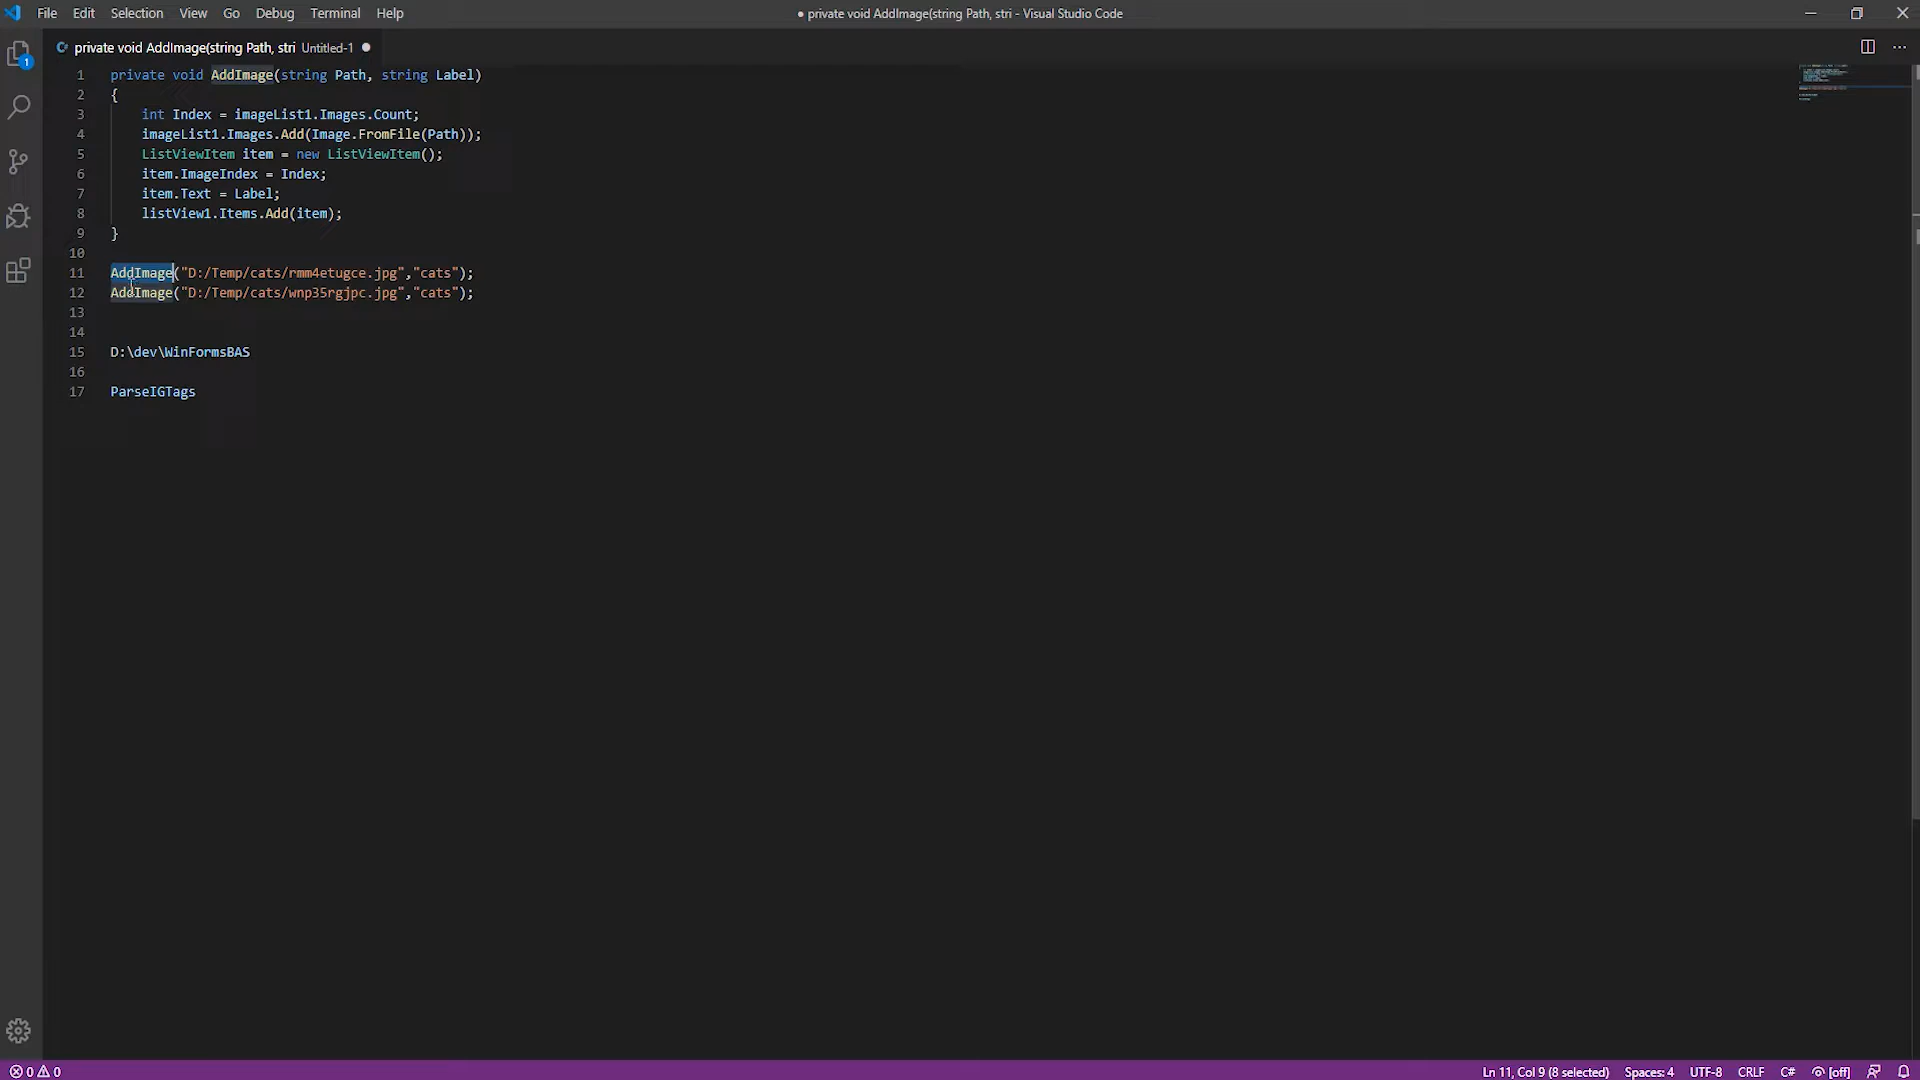 File Edit Selection View Go Debug Terminal Help
● private void AddImage(string Path, stri - Visual Studio Code
private void AddImage(string Path, stri Untitled-1
1 private void AddImage(string Path, string Label)
2 {
3 int Index = imageList1.Images.Count;
4 imageList1.Images.Add(Image.FromFile(Path));
5 ListViewItem item = new ListViewItem();
6 item.ImageIndex = Index;
7 item.Text = Label;
8 listView1.Items.Add(item);
9 }
10
11 AddImage("D:/Temp/cats/rmm4etugce.jpg","cats");
12 AddImage("D:/Temp/cats/wnp35rgjpc.jpg","cats");
13
14
15 D:\dev\WinFormsBAS
16
17 ParseIGTags
1
0 0
Ln 11, Col 9 (8 selected) Spaces: 4 UTF-8 CRLF C# [off]